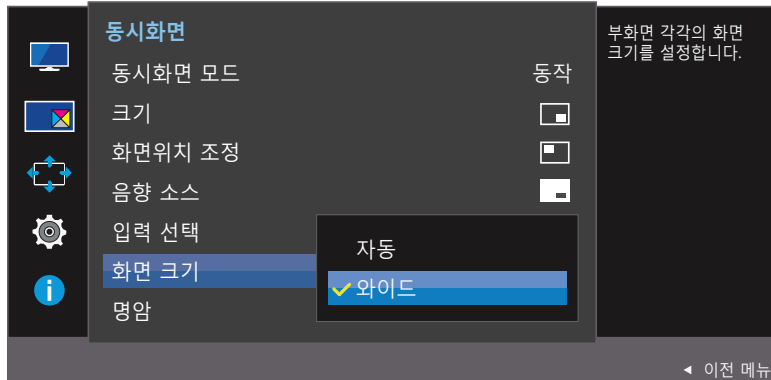 동시화면
동시화면 모드 동작
크기
화면위치 조정
음향 소스
입력 선택
화면 크기
명암
자동
와이드
부화면 각각의 화면
크기를 설정합니다.
이전 메뉴